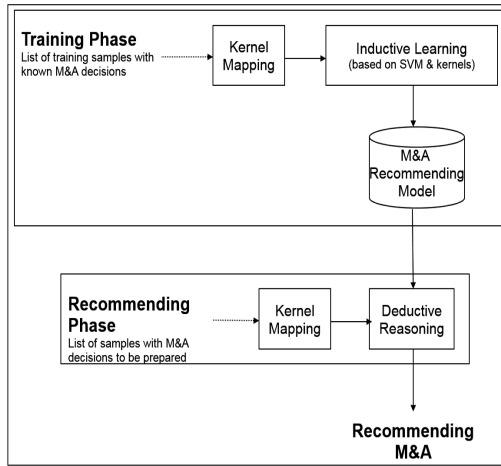 Training Phase
List of training samples with
known M&A decisions
Kernel
Mapping
Inductive Learning
(based on SVM & kernels)
M&A
Recommending
Model
Recommending
Phase
List of samples with M&A
decisions to be prepared
Kernel
Mapping
Deductive
Reasoning
Recommending
M&A